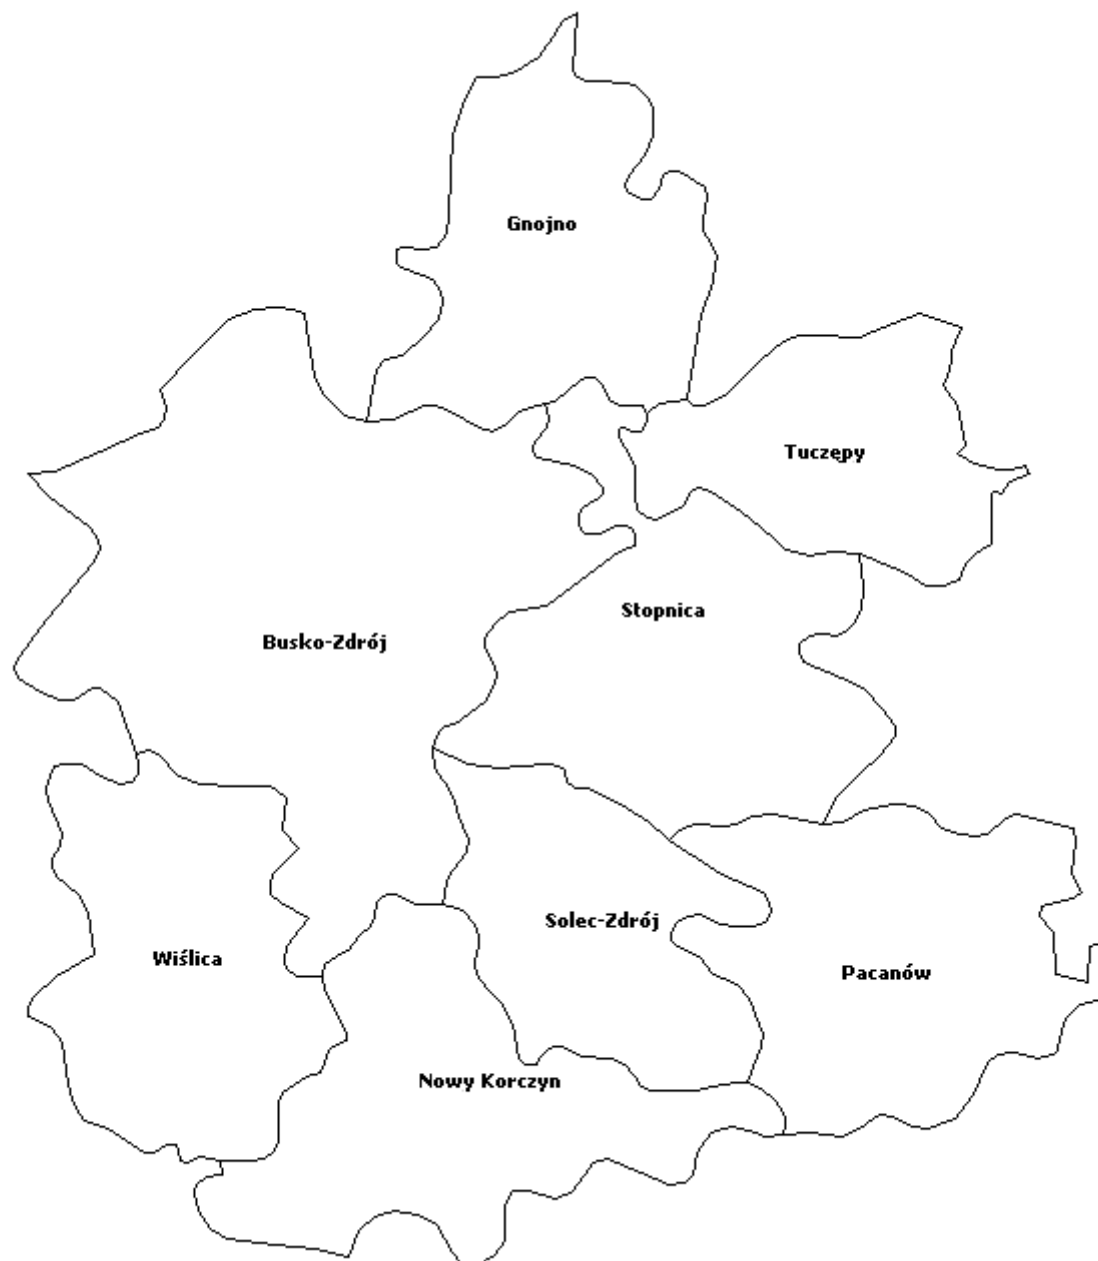 Gnojno
Tuczępy
Stopnica
Busko-Zdrój
Solec-Zdrój
Wiślica
Pacanów
Nowy Korczyn